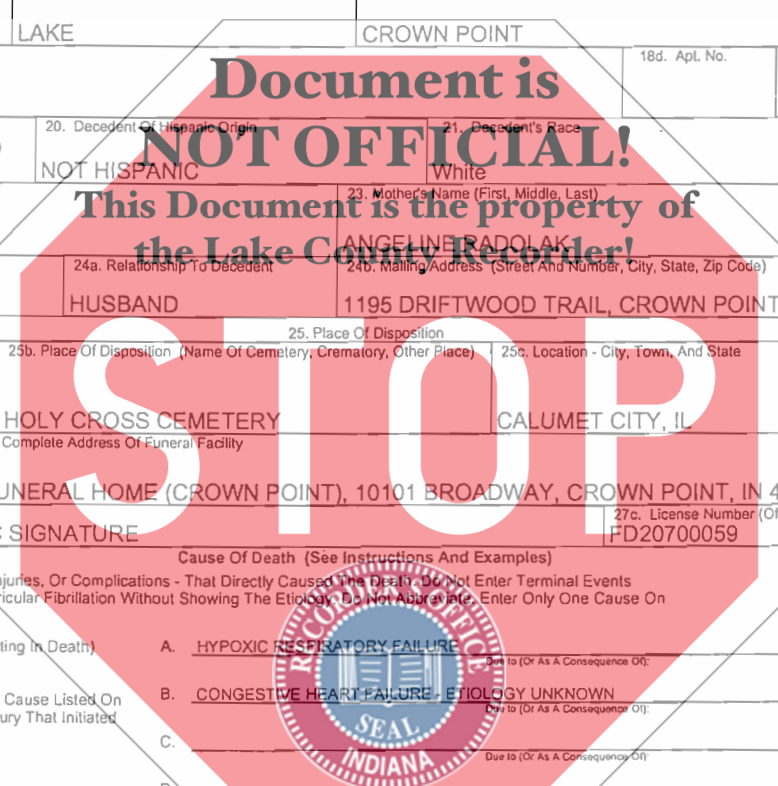 LAKE CROWN POINT
18d. Apt. No.
Document is
20. Decedent Of Hispanic Origin 21. Decedent's Race
NOT OFFICIAL!
NOT HISPANIC White
23. Mother's Name (First, Middle, Last)
This Document is the property of
ANGELINE RADOLAK
the Lake County Recorder!
24a. Relationship To Decedent 24b. Mailing Address (Street And Number, City, State, Zip Code)
HUSBAND 1195 DRIFTWOOD TRAIL, CROWN POINT
STOP
25. Place Of Disposition
25b. Place Of Disposition (Name Of Cemetery, Crematory, Other Place) 25c. Location - City, Town, And State
HOLY CROSS CEMETERY CALUMET CITY, IL
Complete Address Of Funeral Facility
UNERAL HOME (CROWN POINT), 10101 BROADWAY, CROWN POINT, IN 4
27c. License Number (Of
SIGNATURE FD20700059
Cause Of Death (See Instructions And Examples)
juries, Or Complications - That Directly Caused The Death. Do Not Enter Terminal Events
ricular Fibrillation Without Showing The Etiology. Do Not Abbreviate. Enter Only One Cause On
ting In Death) A. HYPOXIC RESPIRATORY FAILURE
Due to (Or As A Consequence Of):
Cause Listed On B. CONGESTIVE HEART FAILURE - ETIOLOGY UNKNOWN
ury That Initiated Due to (Or As A Consequence Of):
C.
Due to (Or As A Consequence Of):
RECORDER'S OFFICE
SEAL
INDIANA